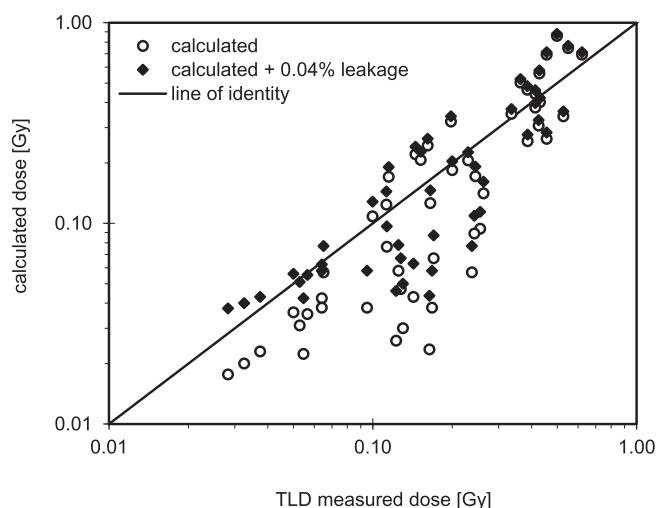 1.00
calculated
calculated + 0.04% leakage
line of identity
0.10
calculated dose [Gy]
0.01
0.01 0.10 1.00
TLD measured dose [Gy]